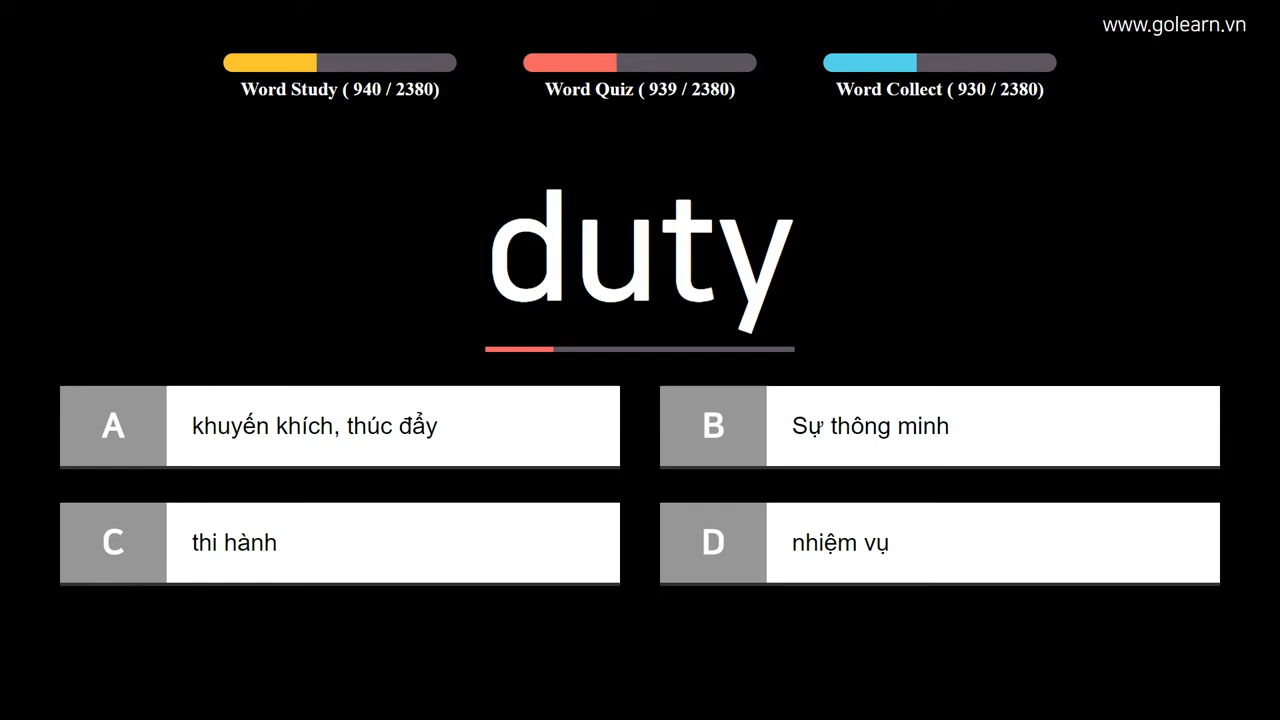 www.golearn.vn
Word Study ( 940 / 2380)
Word Quiz ( 939 / 2380)
Word Collect ( 930 / 2380)
duty
A khuyến khích, thúc đẩy
B Sự thông minh
C thi hành
D nhiệm vụ